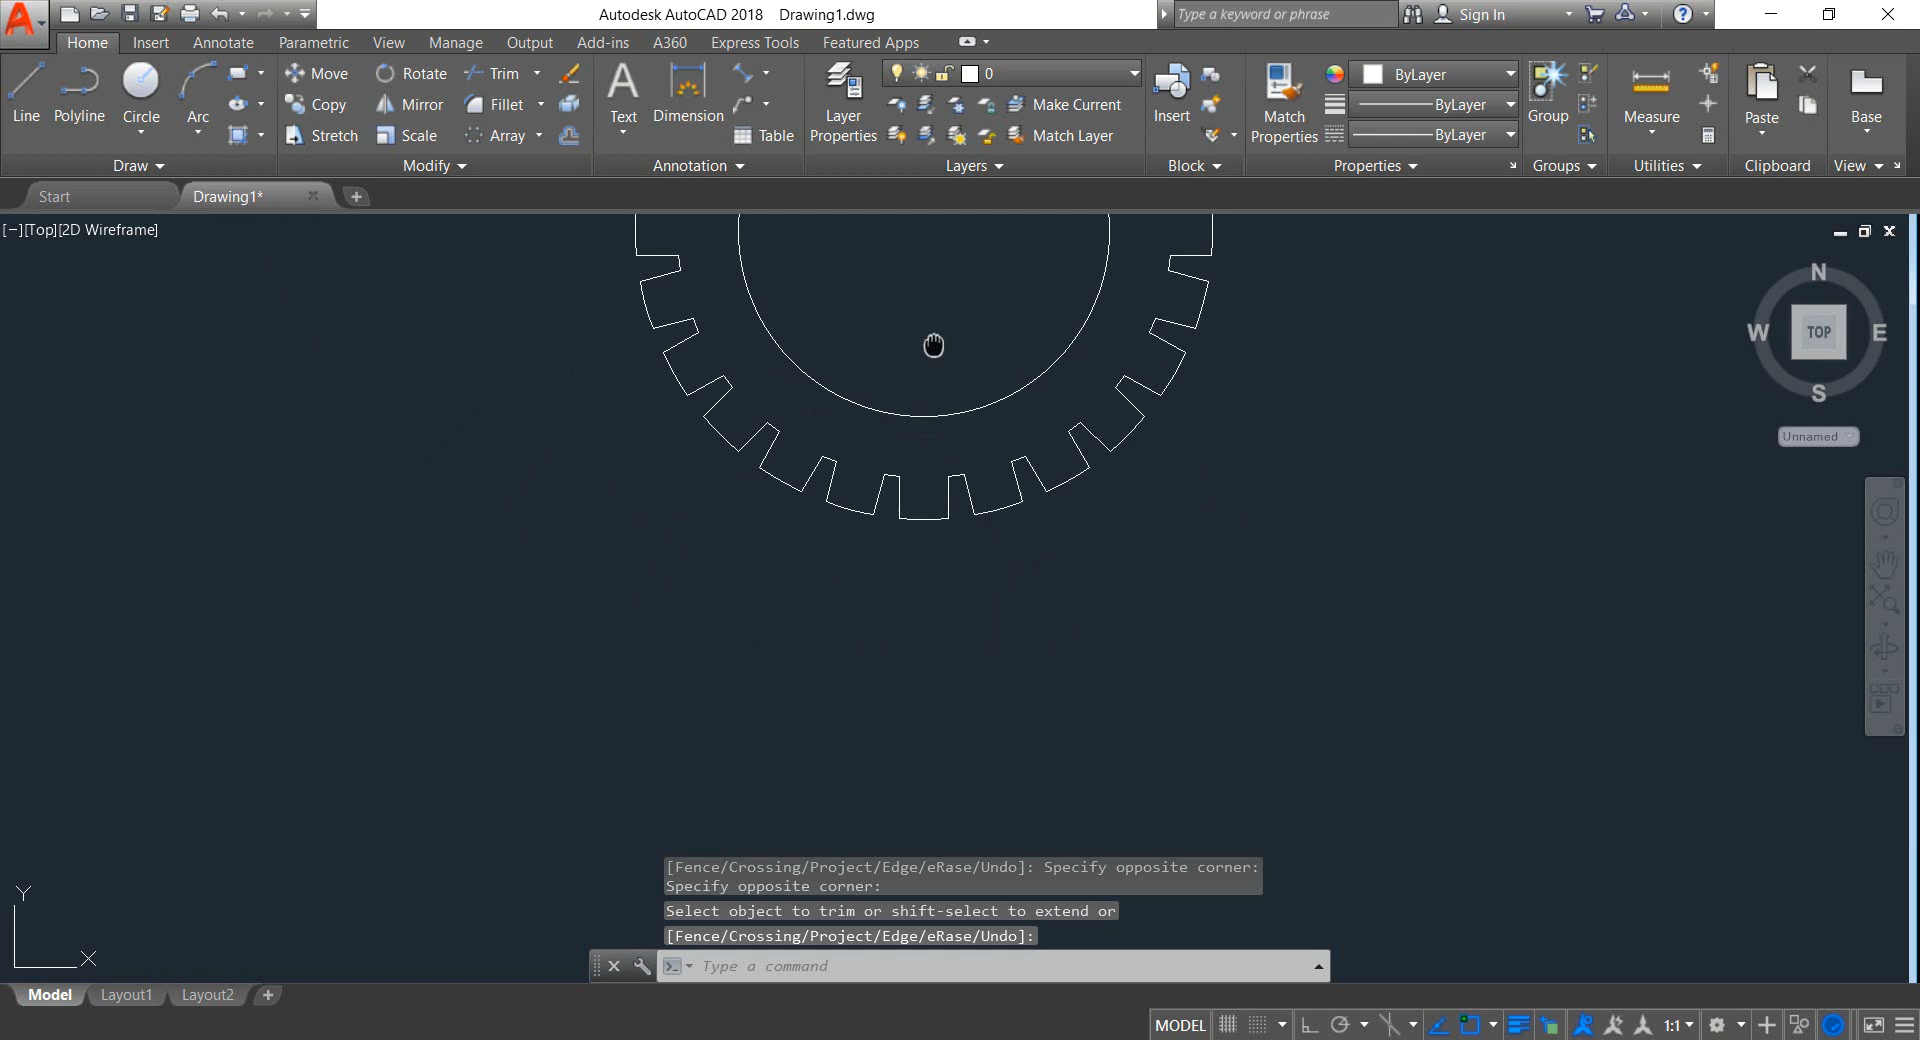 Autodesk AutoCAD 2018 Drawing1.dwg
Type a keyword or phrase
Sign In
Home Insert Annotate Parametric View Manage Output Add-ins A360 Express Tools Featured Apps
Line Polyline Circle Arc
Move Rotate Trim
Copy Mirror Fillet
Stretch Scale Array
Text Dimension Table
Layer Properties
0
Make Current
Match Layer
Insert
Match Properties
ByLayer
ByLayer
ByLayer
Group
Measure
Paste
Base
Draw Modify Annotation Layers Block Properties Groups Utilities Clipboard View
Start Drawing1*
[−][Top][2D Wireframe]
N
W TOP E
S
Unnamed
[Fence/Crossing/Project/Edge/eRase/Undo]: Specify opposite corner:
Specify opposite corner:
Select object to trim or shift-select to extend or
[Fence/Crossing/Project/Edge/eRase/Undo]:
Type a command
Y
X
Model Layout1 Layout2
MODEL 1:1